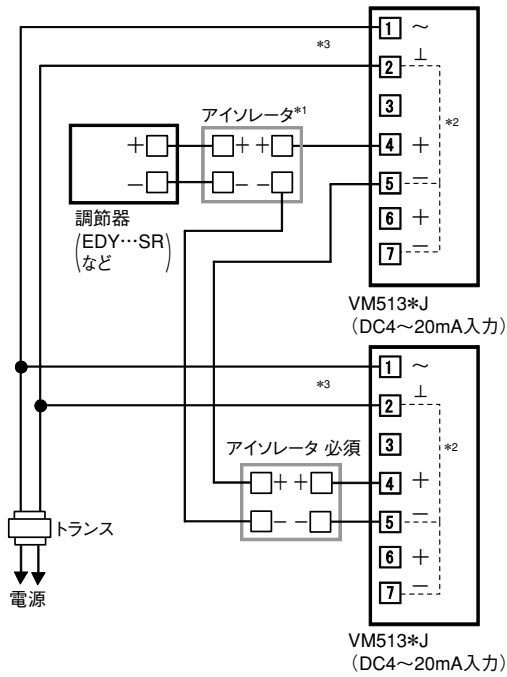 1 ~
*3
2 ⊥
アイソレータ*1
3
*2
+ + + 4 +
- - - 5 -
調節器
(EDY…SR
など)
6 +
7 -
VM513*J
(DC4~20mA入力)
1 ~
*3
2 ⊥
3
*2
アイソレータ 必須
+ + 4 +
- - 5 -
トランス
6 +
7 -
電源
VM513*J
(DC4~20mA入力)